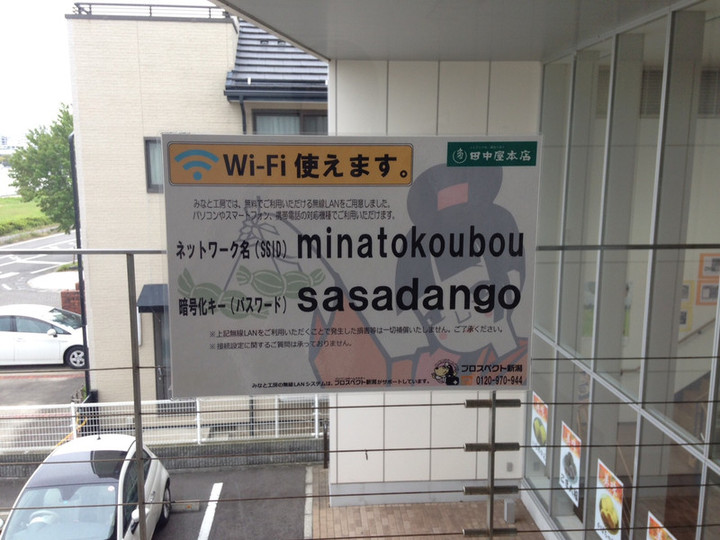 Wi-Fi 使えます。
田中屋本店
みなと工房では、無料でご利用いただける無線LANをご用意しました。
パソコンやスマートフォン、携帯電話の対応機種でご利用いただけます。
ネットワーク名(SSID) minatokoubou
暗号化キー(パスワード) sasadango
※上記無線LANをご利用いただくことで発生した損害等は一切補償いたしません。ご了承ください。
※接続設定に関するご質問は承っておりません。
プロスペクト新潟
みなと工房の無線LANシステムは、プロスペクト新潟がサポートしています。
0120-970-944